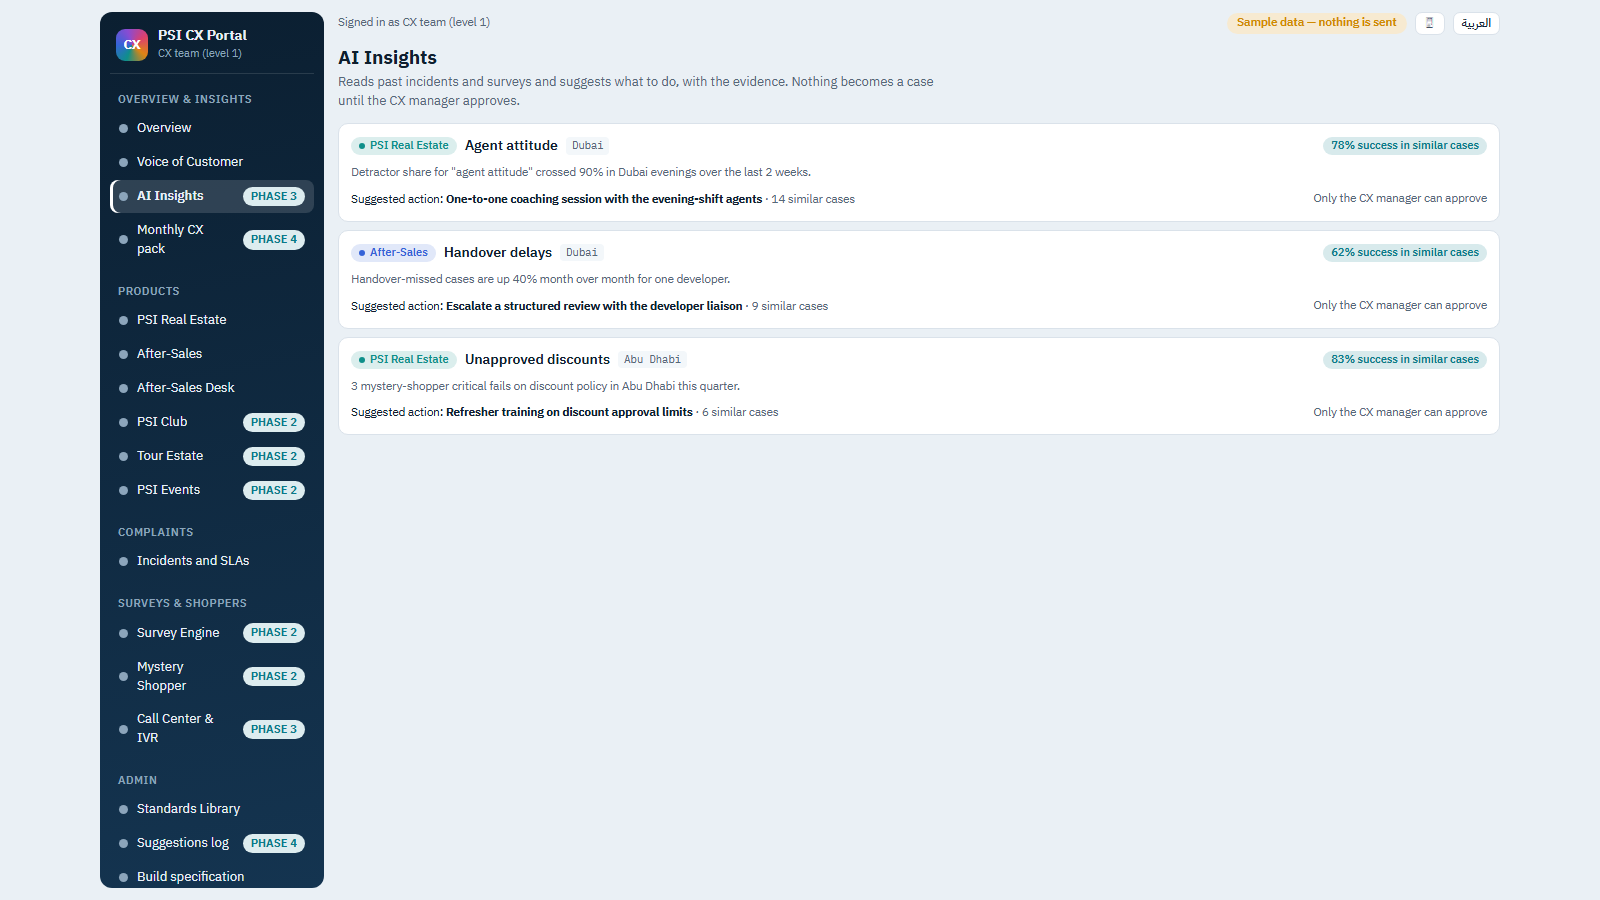 CX
PSI CX Portal
CX team (level 1)
OVERVIEW & INSIGHTS
Overview
Voice of Customer
AI Insights PHASE 3
Monthly CX
pack
PHASE 4
PRODUCTS
PSI Real Estate
After-Sales
After-Sales Desk
PSI Club PHASE 2
Tour Estate PHASE 2
PSI Events PHASE 2
COMPLAINTS
Incidents and SLAs
SURVEYS & SHOPPERS
Survey Engine PHASE 2
Mystery
Shopper
PHASE 2
Call Center &
IVR
PHASE 3
ADMIN
Standards Library
Suggestions log PHASE 4
Build specification
Signed in as CX team (level 1)
Sample data — nothing is sent
العربية
AI Insights
Reads past incidents and surveys and suggests what to do, with the evidence. Nothing becomes a case
until the CX manager approves.
PSI Real Estate Agent attitude Dubai 78% success in similar cases
Detractor share for "agent attitude" crossed 90% in Dubai evenings over the last 2 weeks.
Suggested action: One-to-one coaching session with the evening-shift agents · 14 similar cases Only the CX manager can approve
After-Sales Handover delays Dubai 62% success in similar cases
Handover-missed cases are up 40% month over month for one developer.
Suggested action: Escalate a structured review with the developer liaison · 9 similar cases Only the CX manager can approve
PSI Real Estate Unapproved discounts Abu Dhabi 83% success in similar cases
3 mystery-shopper critical fails on discount policy in Abu Dhabi this quarter.
Suggested action: Refresher training on discount approval limits · 6 similar cases Only the CX manager can approve